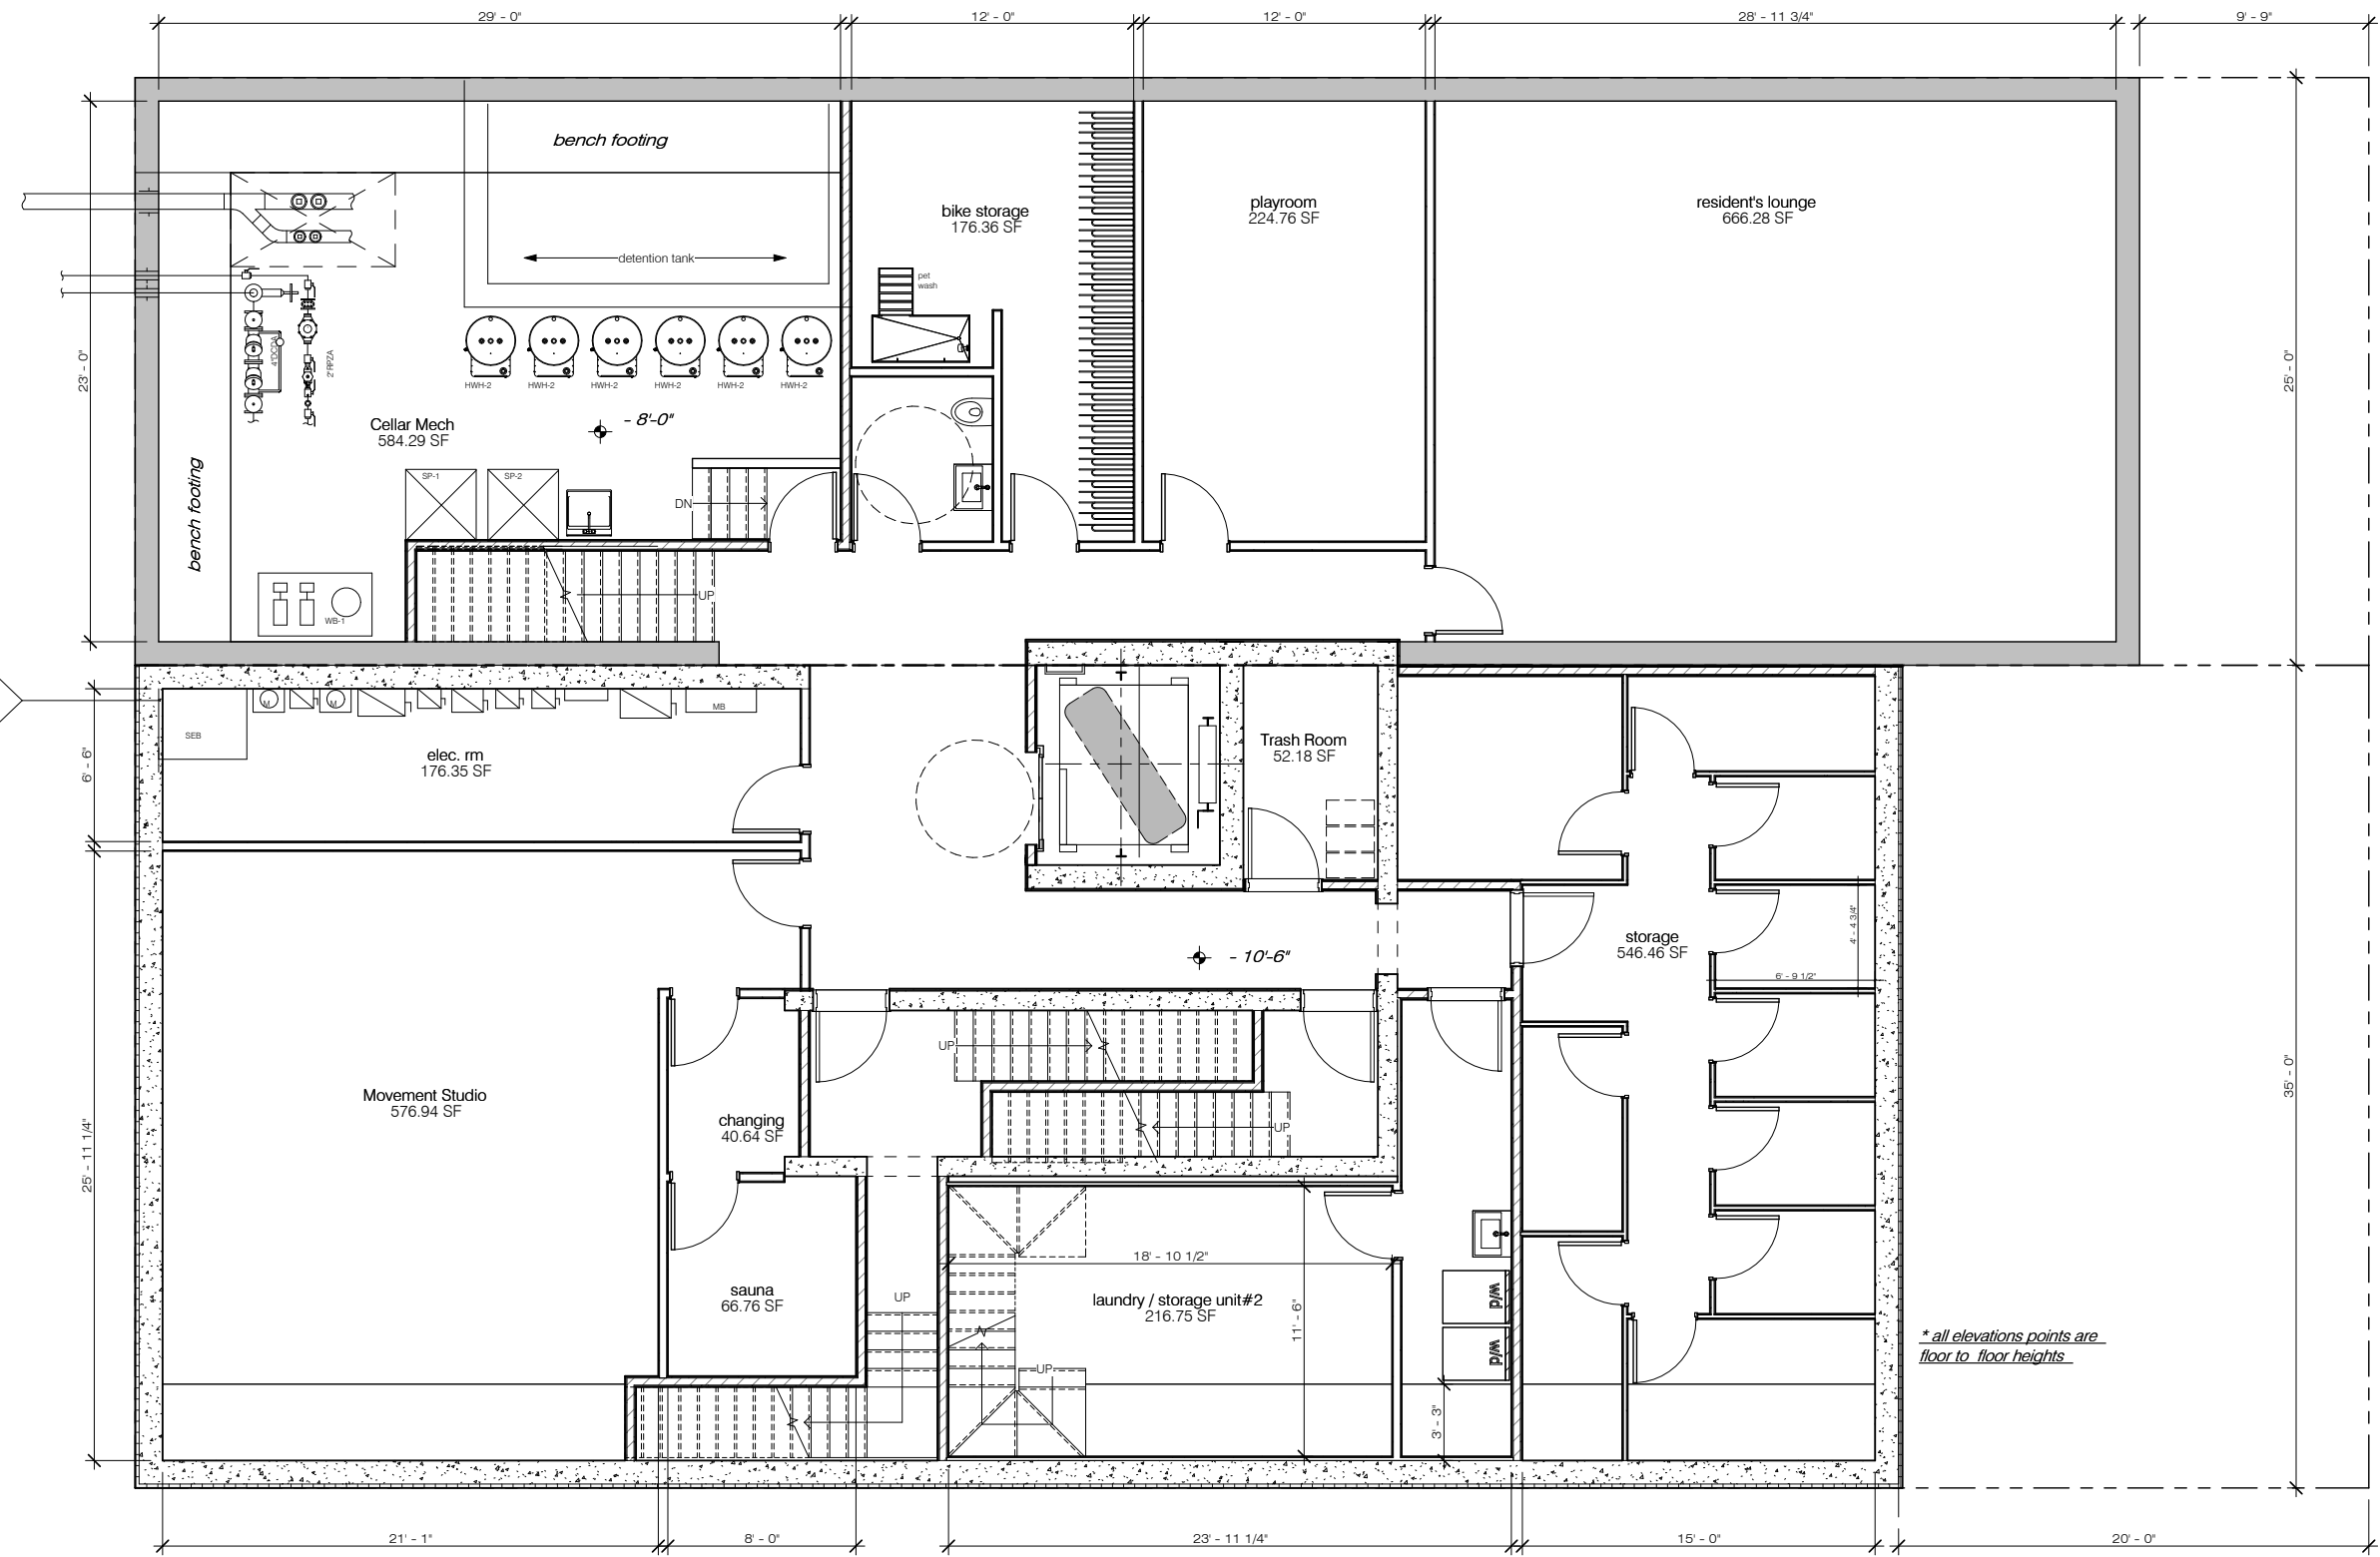 29' - 0"
12' - 0"
12' - 0"
28' - 11 3/4"
9' - 9"
bench footing
bike storage
176.36 SF
playroom
224.76 SF
resident's lounge
666.28 SF
detention tank
pet
wash
4"DCDA
2"RPZA
23' - 0"
25' - 0"
HWH-2
HWH-2
HWH-2
HWH-2
HWH-2
HWH-2
Cellar Mech
584.29 SF
- 8'-0"
bench footing
SP-1
SP-2
DN
UP
WB-1
M
M
MB
SEB
elec. rm
176.35 SF
6' - 6"
Trash Room
52.18 SF
storage
546.46 SF
4' - 4 3/4"
6' - 9 1/2"
- 10'-6"
UP
UP
35' - 0"
Movement Studio
576.94 SF
changing
40.64 SF
25' - 11 1/4"
18' - 10 1/2"
sauna
66.76 SF
UP
laundry / storage unit#2
216.75 SF
11' - 6"
w/d
w/d
UP
3' - 3"
* all elevations points are
floor to floor heights
21' - 1"
8' - 0"
23' - 11 1/4"
15' - 0"
20' - 0"